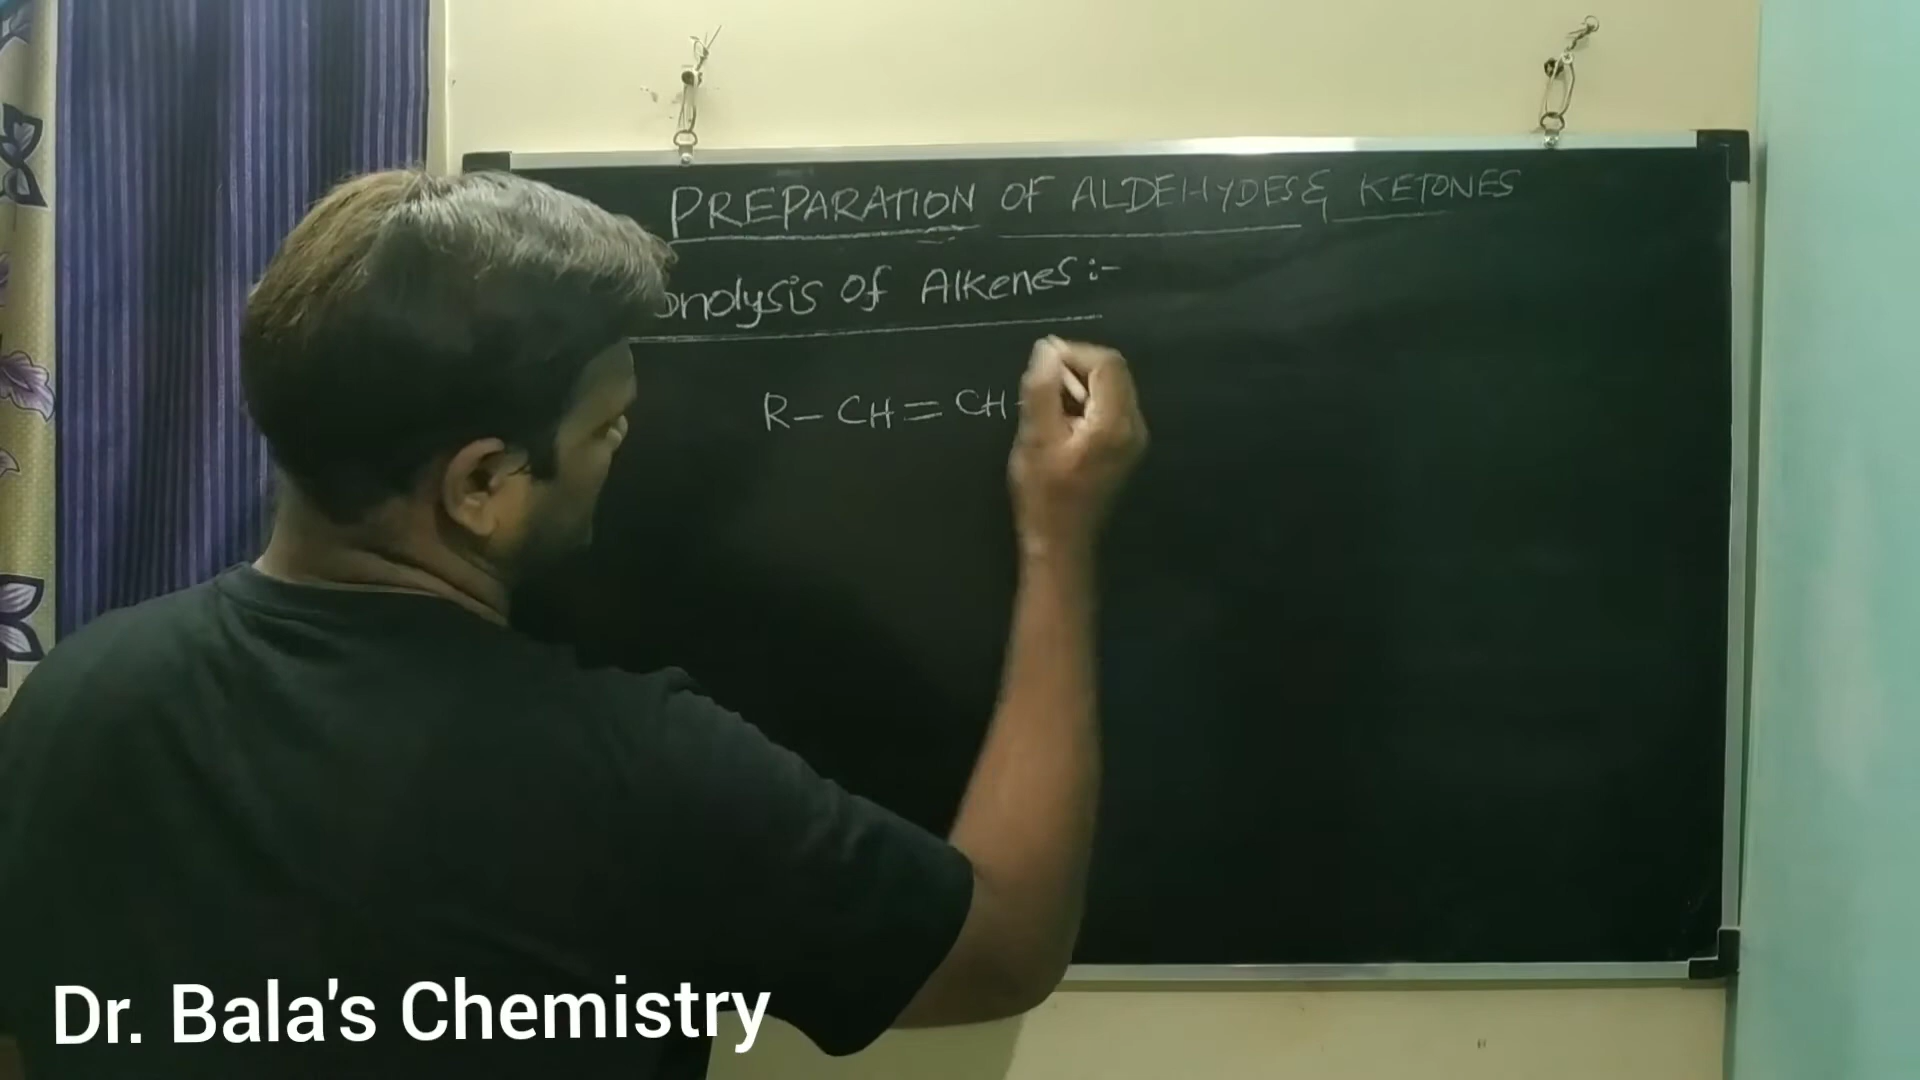 PREPARATION OF ALDEHYDES & KETONES
onolysis of Alkenes :-
R - CH = CH -
Dr. Bala's Chemistry